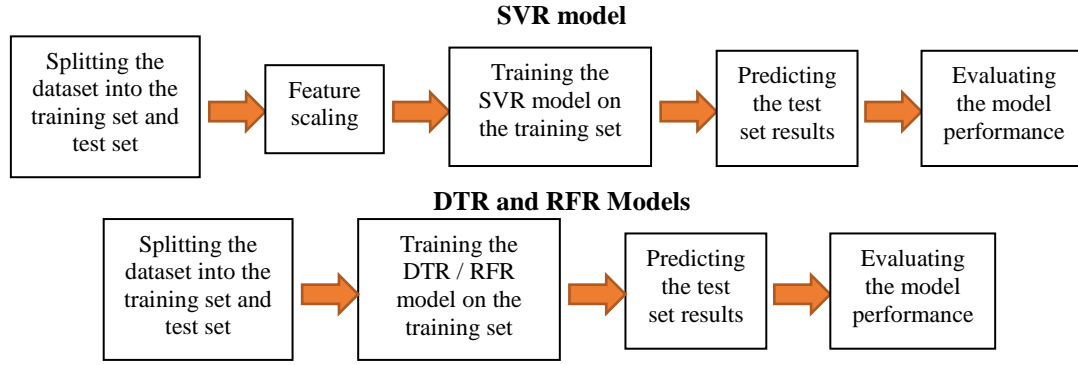 SVR model
Splitting the
dataset into the
training set and
test set
Feature
scaling
Training the
SVR model on
the training set
Predicting
the test
set results
Evaluating
the model
performance
DTR and RFR Models
Splitting the
dataset into the
training set and
test set
Training the
DTR / RFR
model on the
training set
Predicting
the test
set results
Evaluating
the model
performance